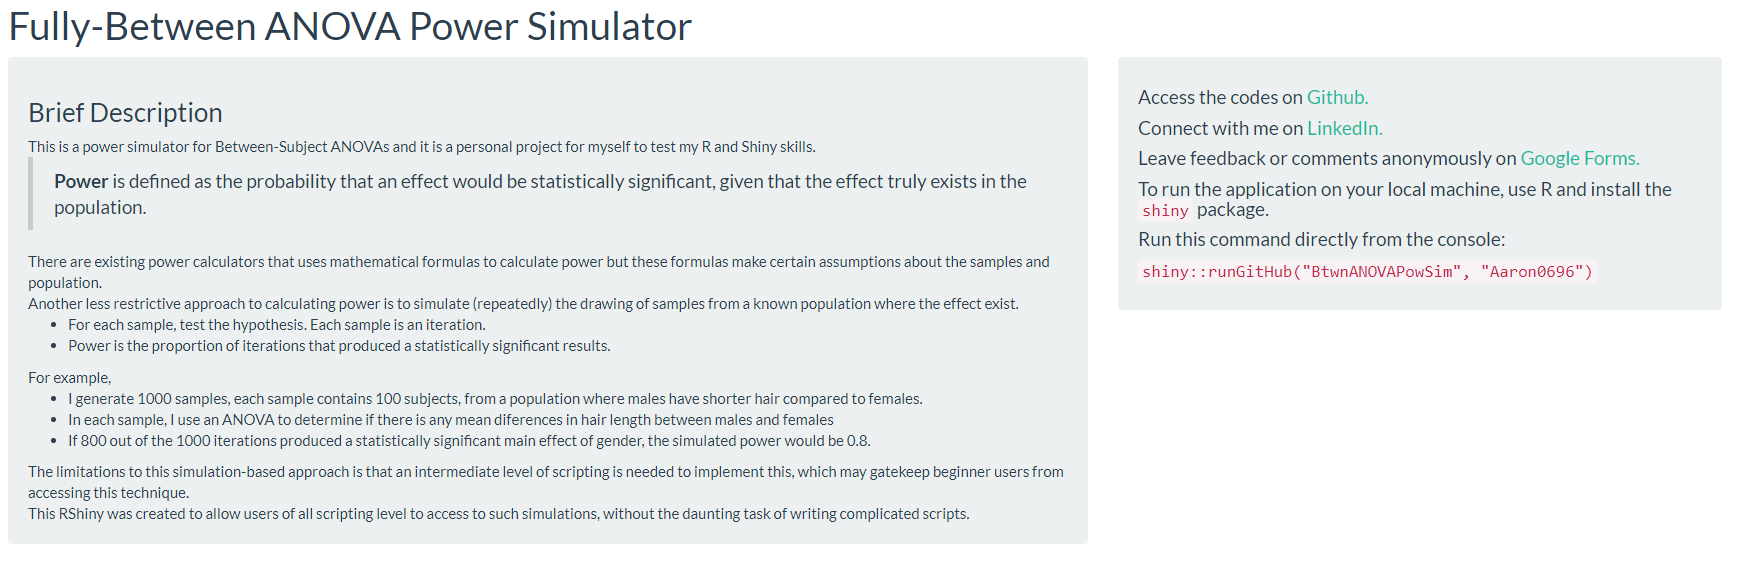 Fully-Between ANOVA Power Simulator
Brief Description
This is a power simulator for Between-Subject ANOVAs and it is a personal project for myself to test my R and Shiny skills.
Power is defined as the probability that an effect would be statistically significant, given that the effect truly exists in the
population.
There are existing power calculators that uses mathematical formulas to calculate power but these formulas make certain assumptions about the samples and
population.
Another less restrictive approach to calculating power is to simulate (repeatedly) the drawing of samples from a known population where the effect exist.
• For each sample, test the hypothesis. Each sample is an iteration.
• Power is the proportion of iterations that produced a statistically significant results.
For example,
• I generate 1000 samples, each sample contains 100 subjects, from a population where males have shorter hair compared to females.
• In each sample, I use an ANOVA to determine if there is any mean diferences in hair length between males and females
• If 800 out of the 1000 iterations produced a statistically significant main effect of gender, the simulated power would be 0.8.
The limitations to this simulation-based approach is that an intermediate level of scripting is needed to implement this, which may gatekeep beginner users from
accessing this technique.
This RShiny was created to allow users of all scripting level to access to such simulations, without the daunting task of writing complicated scripts.
Access the codes on Github.
Connect with me on LinkedIn.
Leave feedback or comments anonymously on Google Forms.
To run the application on your local machine, use R and install the
shiny package.
Run this command directly from the console:
shiny::runGitHub("BtwnANOVAPowSim", "Aaron0696")